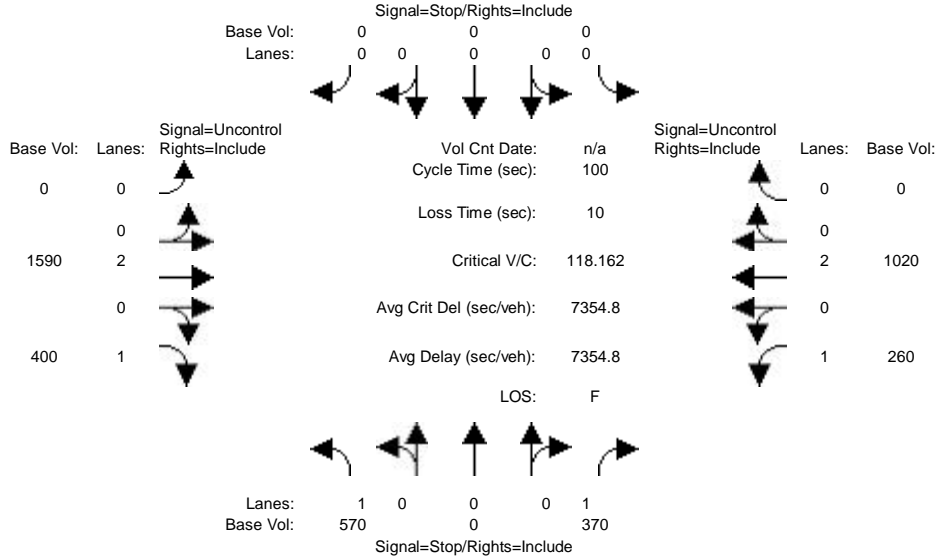 Signal=Stop/Rights=Include
Base Vol: 0 0 0
Lanes: 0 0 0 0 0
Signal=Uncontrol Signal=Uncontrol
Base Vol: Lanes: Rights=Include Vol Cnt Date: n/a Rights=Include Lanes: Base Vol:
Cycle Time (sec): 100
0 0 0 0
Loss Time (sec): 10
0 0
1590 2 Critical V/C: 118.162 2 1020
0 Avg Crit Del (sec/veh): 7354.8 0
400 1 Avg Delay (sec/veh): 7354.8 1 260
LOS: F
Lanes: 1 0 0 0 1
Base Vol: 570 0 370
Signal=Stop/Rights=Include